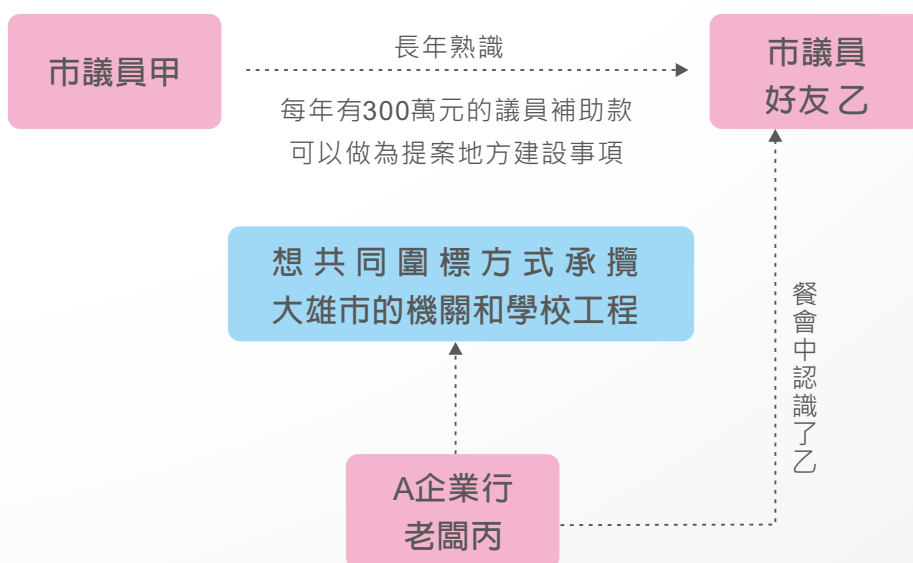 市議員甲
長年熟識
每年有300萬元的議員補助款
可以做為提案地方建設事項
市議員
好友乙
想共同圍標方式承攬
大雄市的機關和學校工程
餐會中認識了乙
A企業行
老闆丙